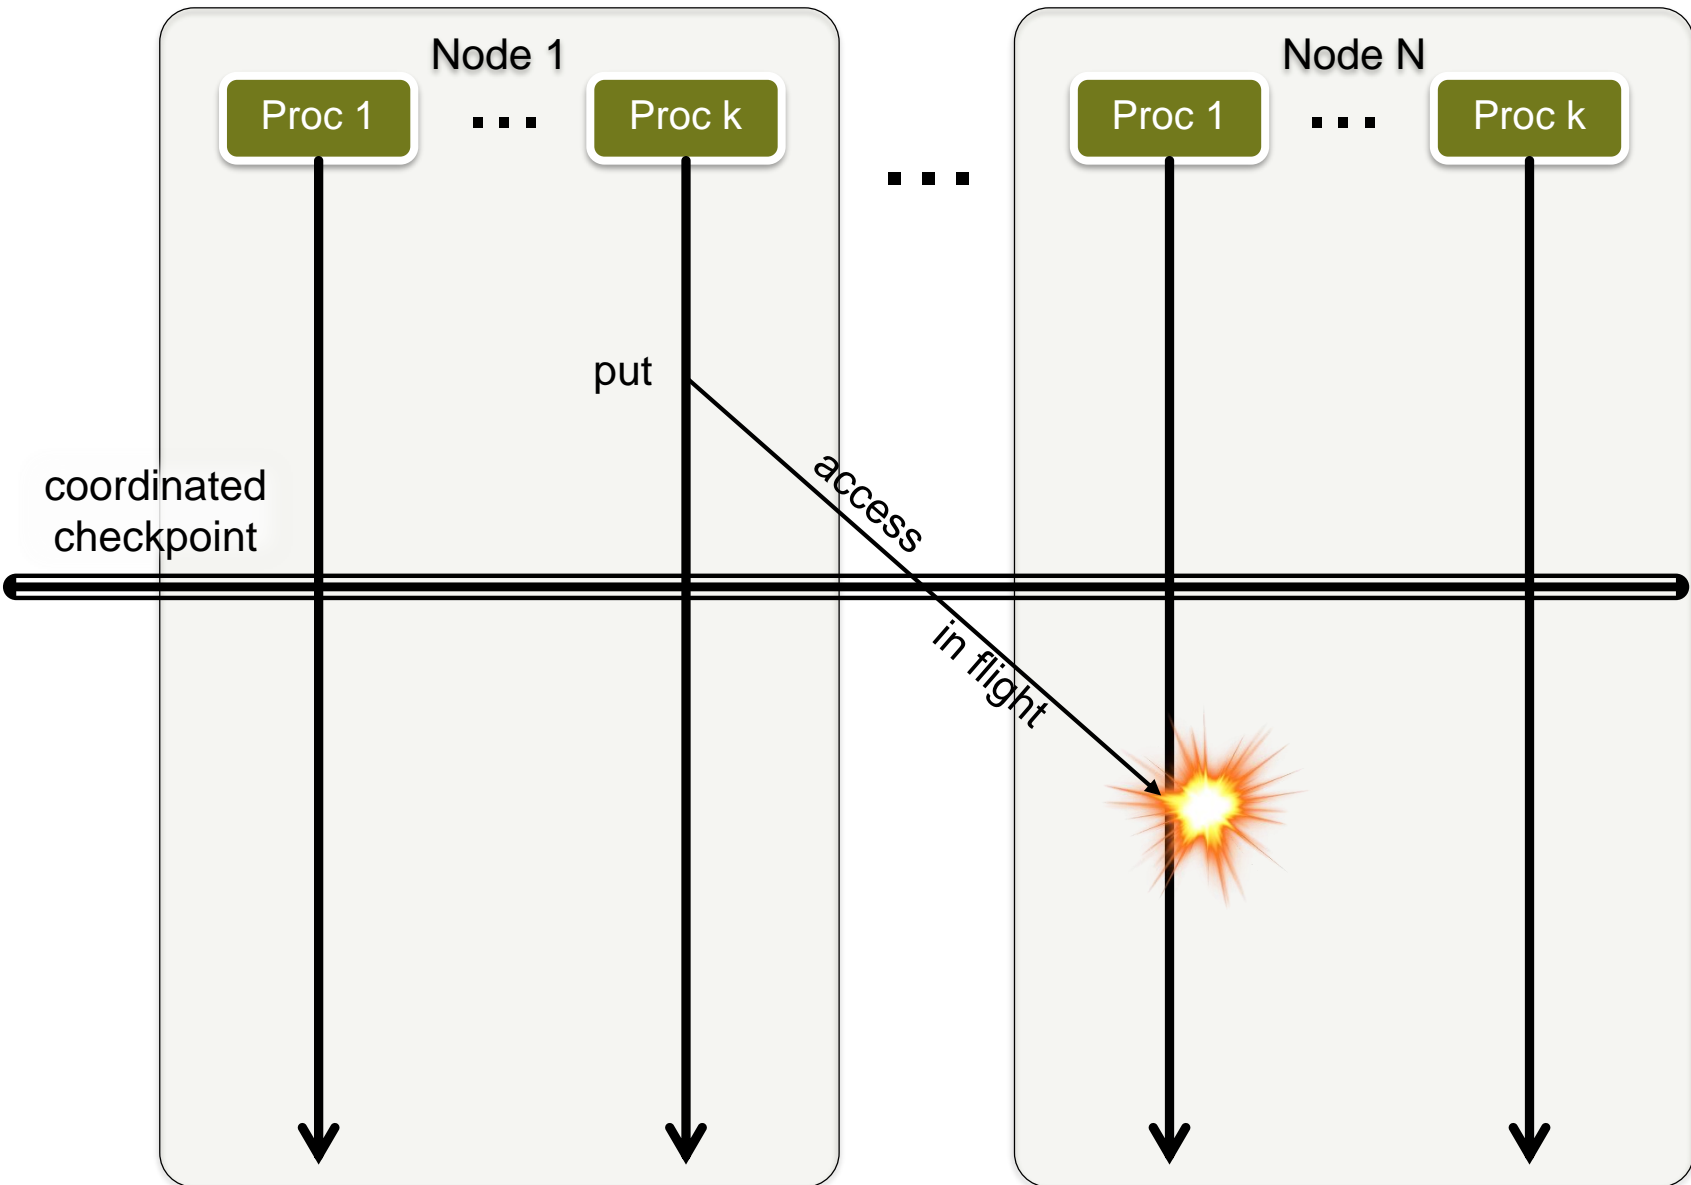 Node 1
Node N
Proc 1
...
Proc k
...
Proc 1
...
Proc k
put
access
in flight
coordinated
checkpoint